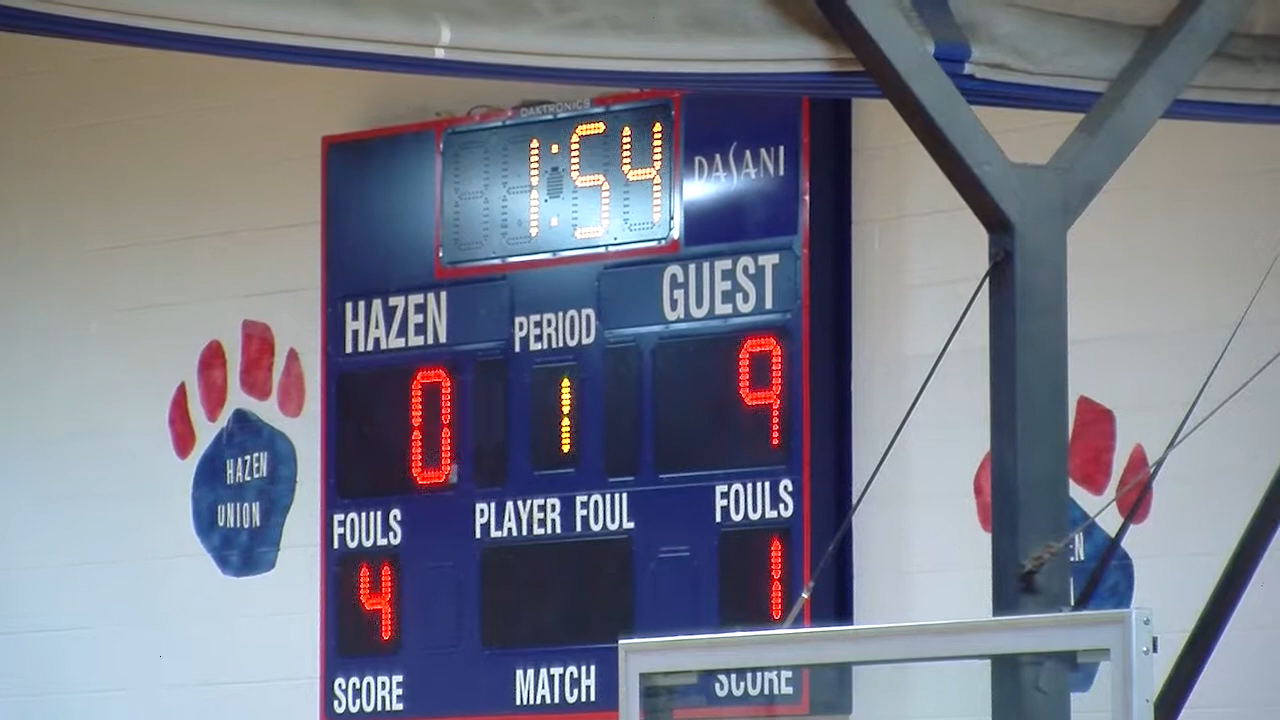 DAKTRONICS
1:54
DASANI
HAZEN
PERIOD
GUEST
0
1
9
FOULS
PLAYER FOUL
FOULS
4
1
SCORE
MATCH
SCORE
HAZEN
UNION
EN